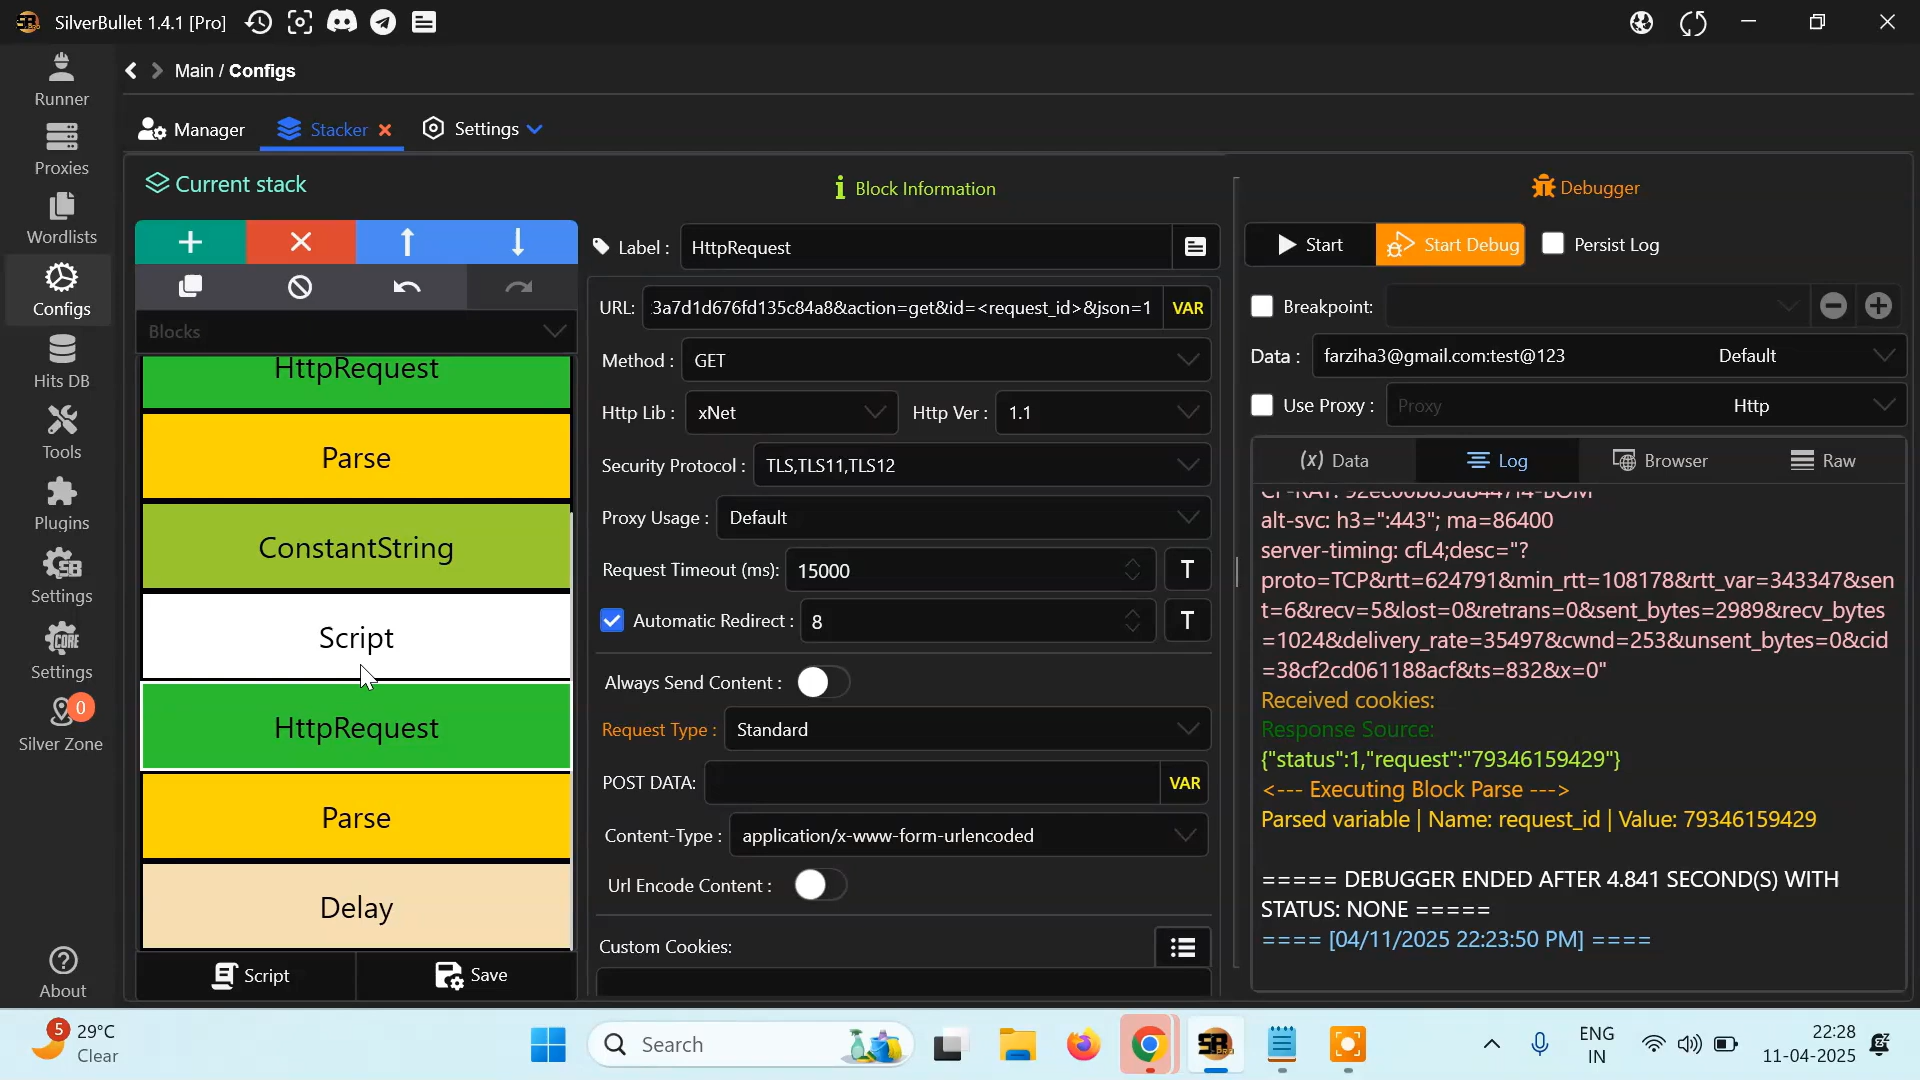 SilverBullet 1.4.1 [Pro]
Runner
Proxies
Wordlists
Configs
Hits DB
Tools
Plugins
Settings
CORE
Settings
0
Silver Zone
About
Main / Configs
Manager
Stacker
Settings
Current stack
Blocks
HttpRequest
Parse
ConstantString
Script
HttpRequest
Parse
Delay
Script
Save
Block Information
Label :
HttpRequest
URL:
3a7d1d676fd135c84a8&action=get&id=<request_id>&json=1
VAR
Method :
GET
Http Lib :
xNet
Http Ver :
1.1
Security Protocol :
TLS,TLS11,TLS12
Proxy Usage :
Default
Request Timeout (ms):
15000
T
Automatic Redirect :
8
T
Always Send Content :
Request Type :
Standard
POST DATA:
VAR
Content-Type :
application/x-www-form-urlencoded
Url Encode Content :
Custom Cookies:
Debugger
Start
Start Debug
Persist Log
Breakpoint:
Data :
farziha3@gmail.com:test@123
Default
Use Proxy :
Proxy
Http
(x) Data
Log
Browser
Raw
alt-svc: h3=":443"; ma=86400
server-timing: cfL4;desc="?
proto=TCP&rtt=624791&min_rtt=108178&rtt_var=343347&sen
t=6&recv=5&lost=0&retrans=0&sent_bytes=2989&recv_bytes
=1024&delivery_rate=35497&cwnd=253&unsent_bytes=0&cid
=38cf2cd061188acf&ts=832&x=0"
Received cookies:
Response Source:
{"status":1,"request":"79346159429"}
<--- Executing Block Parse --->
Parsed variable | Name: request_id | Value: 79346159429
===== DEBUGGER ENDED AFTER 4.841 SECOND(S) WITH
STATUS: NONE =====
==== [04/11/2025 22:23:50 PM] ====
5
29°C
Clear
Search
ENG
IN
22:28
11-04-2025